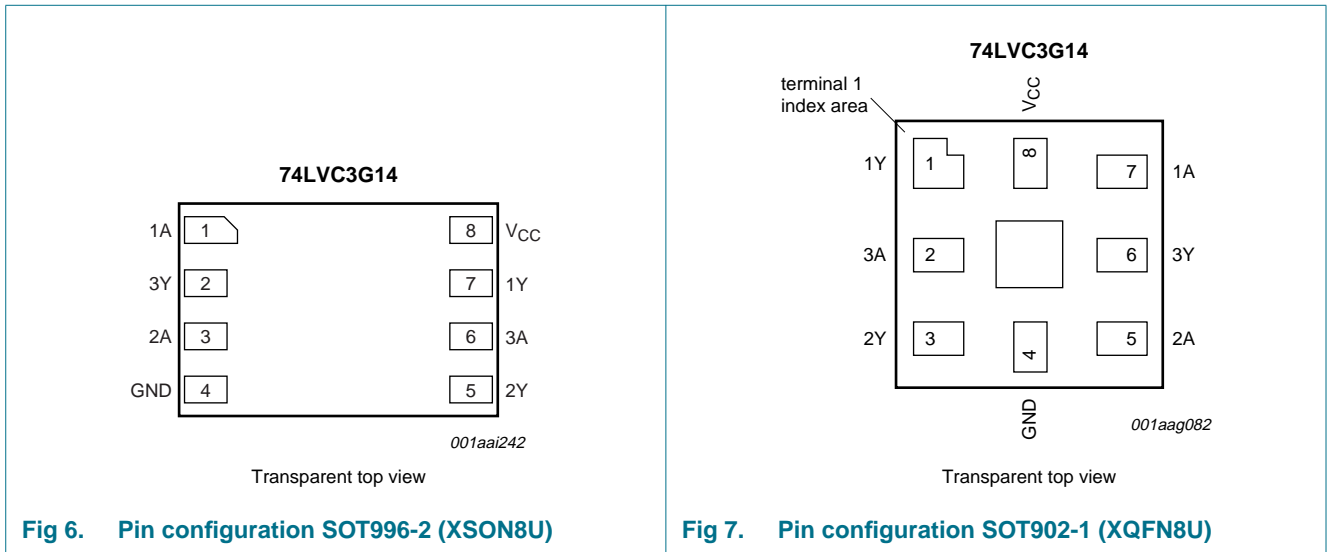 74LVC3G14
1A 1 8 VCC
3Y 2 7 1Y
2A 3 6 3A
GND 4 5 2Y
001aai242
Transparent top view
Fig 6. Pin configuration SOT996-2 (XSON8U)
74LVC3G14
terminal 1
index area
VCC
1Y 1 8 7 1A
3A 2 6 3Y
2Y 3 4 5 2A
GND
001aag082
Transparent top view
Fig 7. Pin configuration SOT902-1 (XQFN8U)